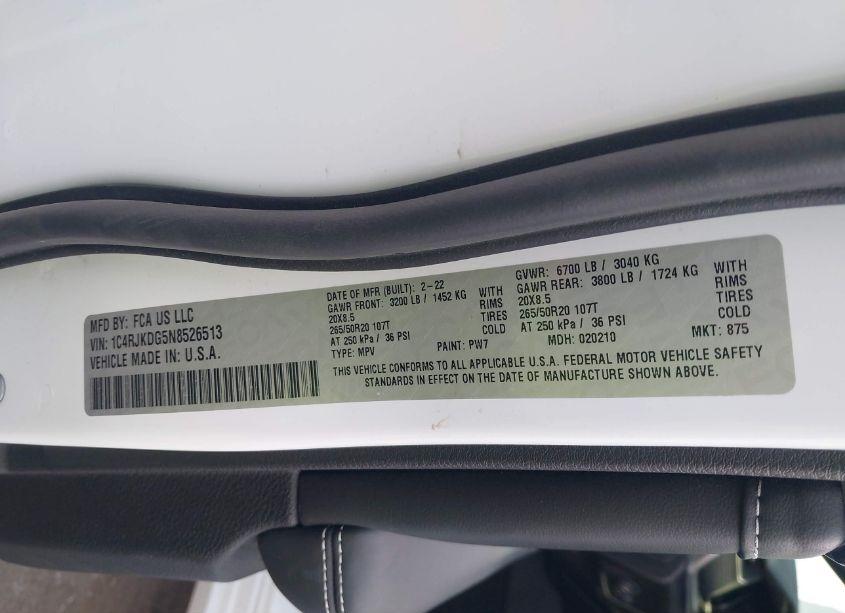 MFD BY: FCA US LLC
VIN: 1C4RJKDG5N8526513
VEHICLE MADE IN: U.S.A.
DATE OF MFR (BUILT): 2-22
GAWR FRONT: 3200 LB / 1452 KG WITH
20X8.5 RIMS
265/50R20 107T TIRES
AT 250 kPa / 36 PSI COLD
TYPE: MPV PAINT: PW7
GVWR: 6700 LB / 3040 KG
GAWR REAR: 3800 LB / 1724 KG WITH
20X8.5 RIMS
265/50R20 107T TIRES
AT 250 kPa / 36 PSI COLD
MDH: 020210 MKT: 875
THIS VEHICLE CONFORMS TO ALL APPLICABLE U.S.A. FEDERAL MOTOR VEHICLE SAFETY
STANDARDS IN EFFECT ON THE DATE OF MANUFACTURE SHOWN ABOVE.